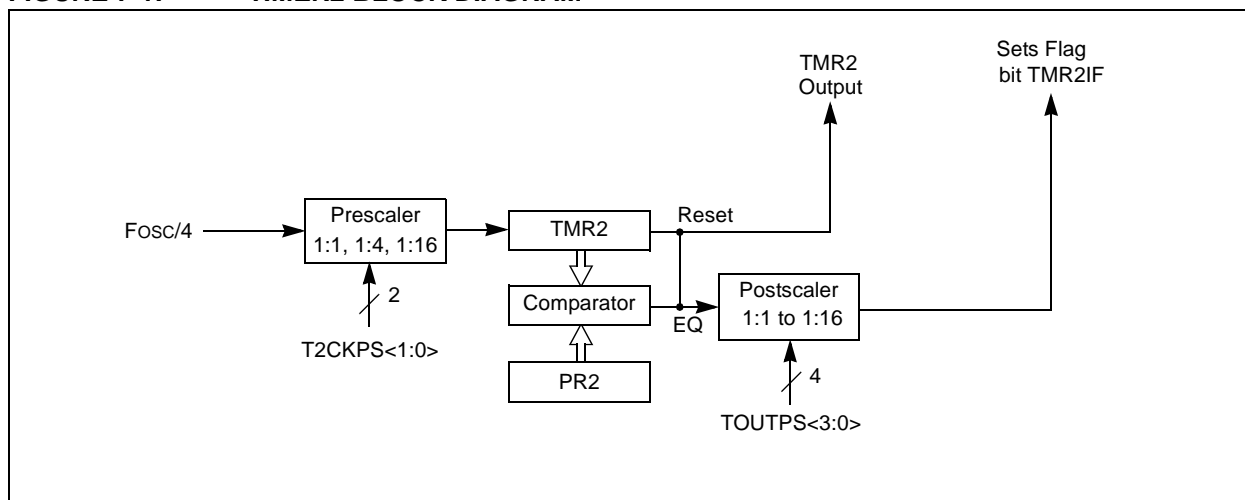 TMR2
Output
Sets Flag
bit TMR2IF
FOSC/4
Prescaler
1:1, 1:4, 1:16
2
T2CKPS<1:0>
TMR2
Reset
Comparator
EQ
PR2
Postscaler
1:1 to 1:16
4
TOUTPS<3:0>